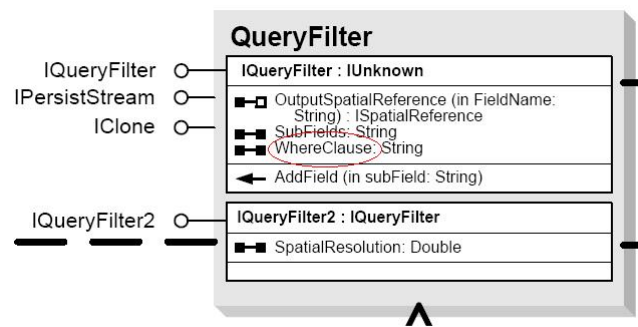 QueryFilter
IQueryFilter
IPersistStream
IClone
IQueryFilter : IUnknown
OutputSpatialReference (in FieldName:
String) : ISpatialReference
SubFields: String
WhereClause: String
AddField (in subField: String)
IQueryFilter2
IQueryFilter2 : IQueryFilter
SpatialResolution: Double